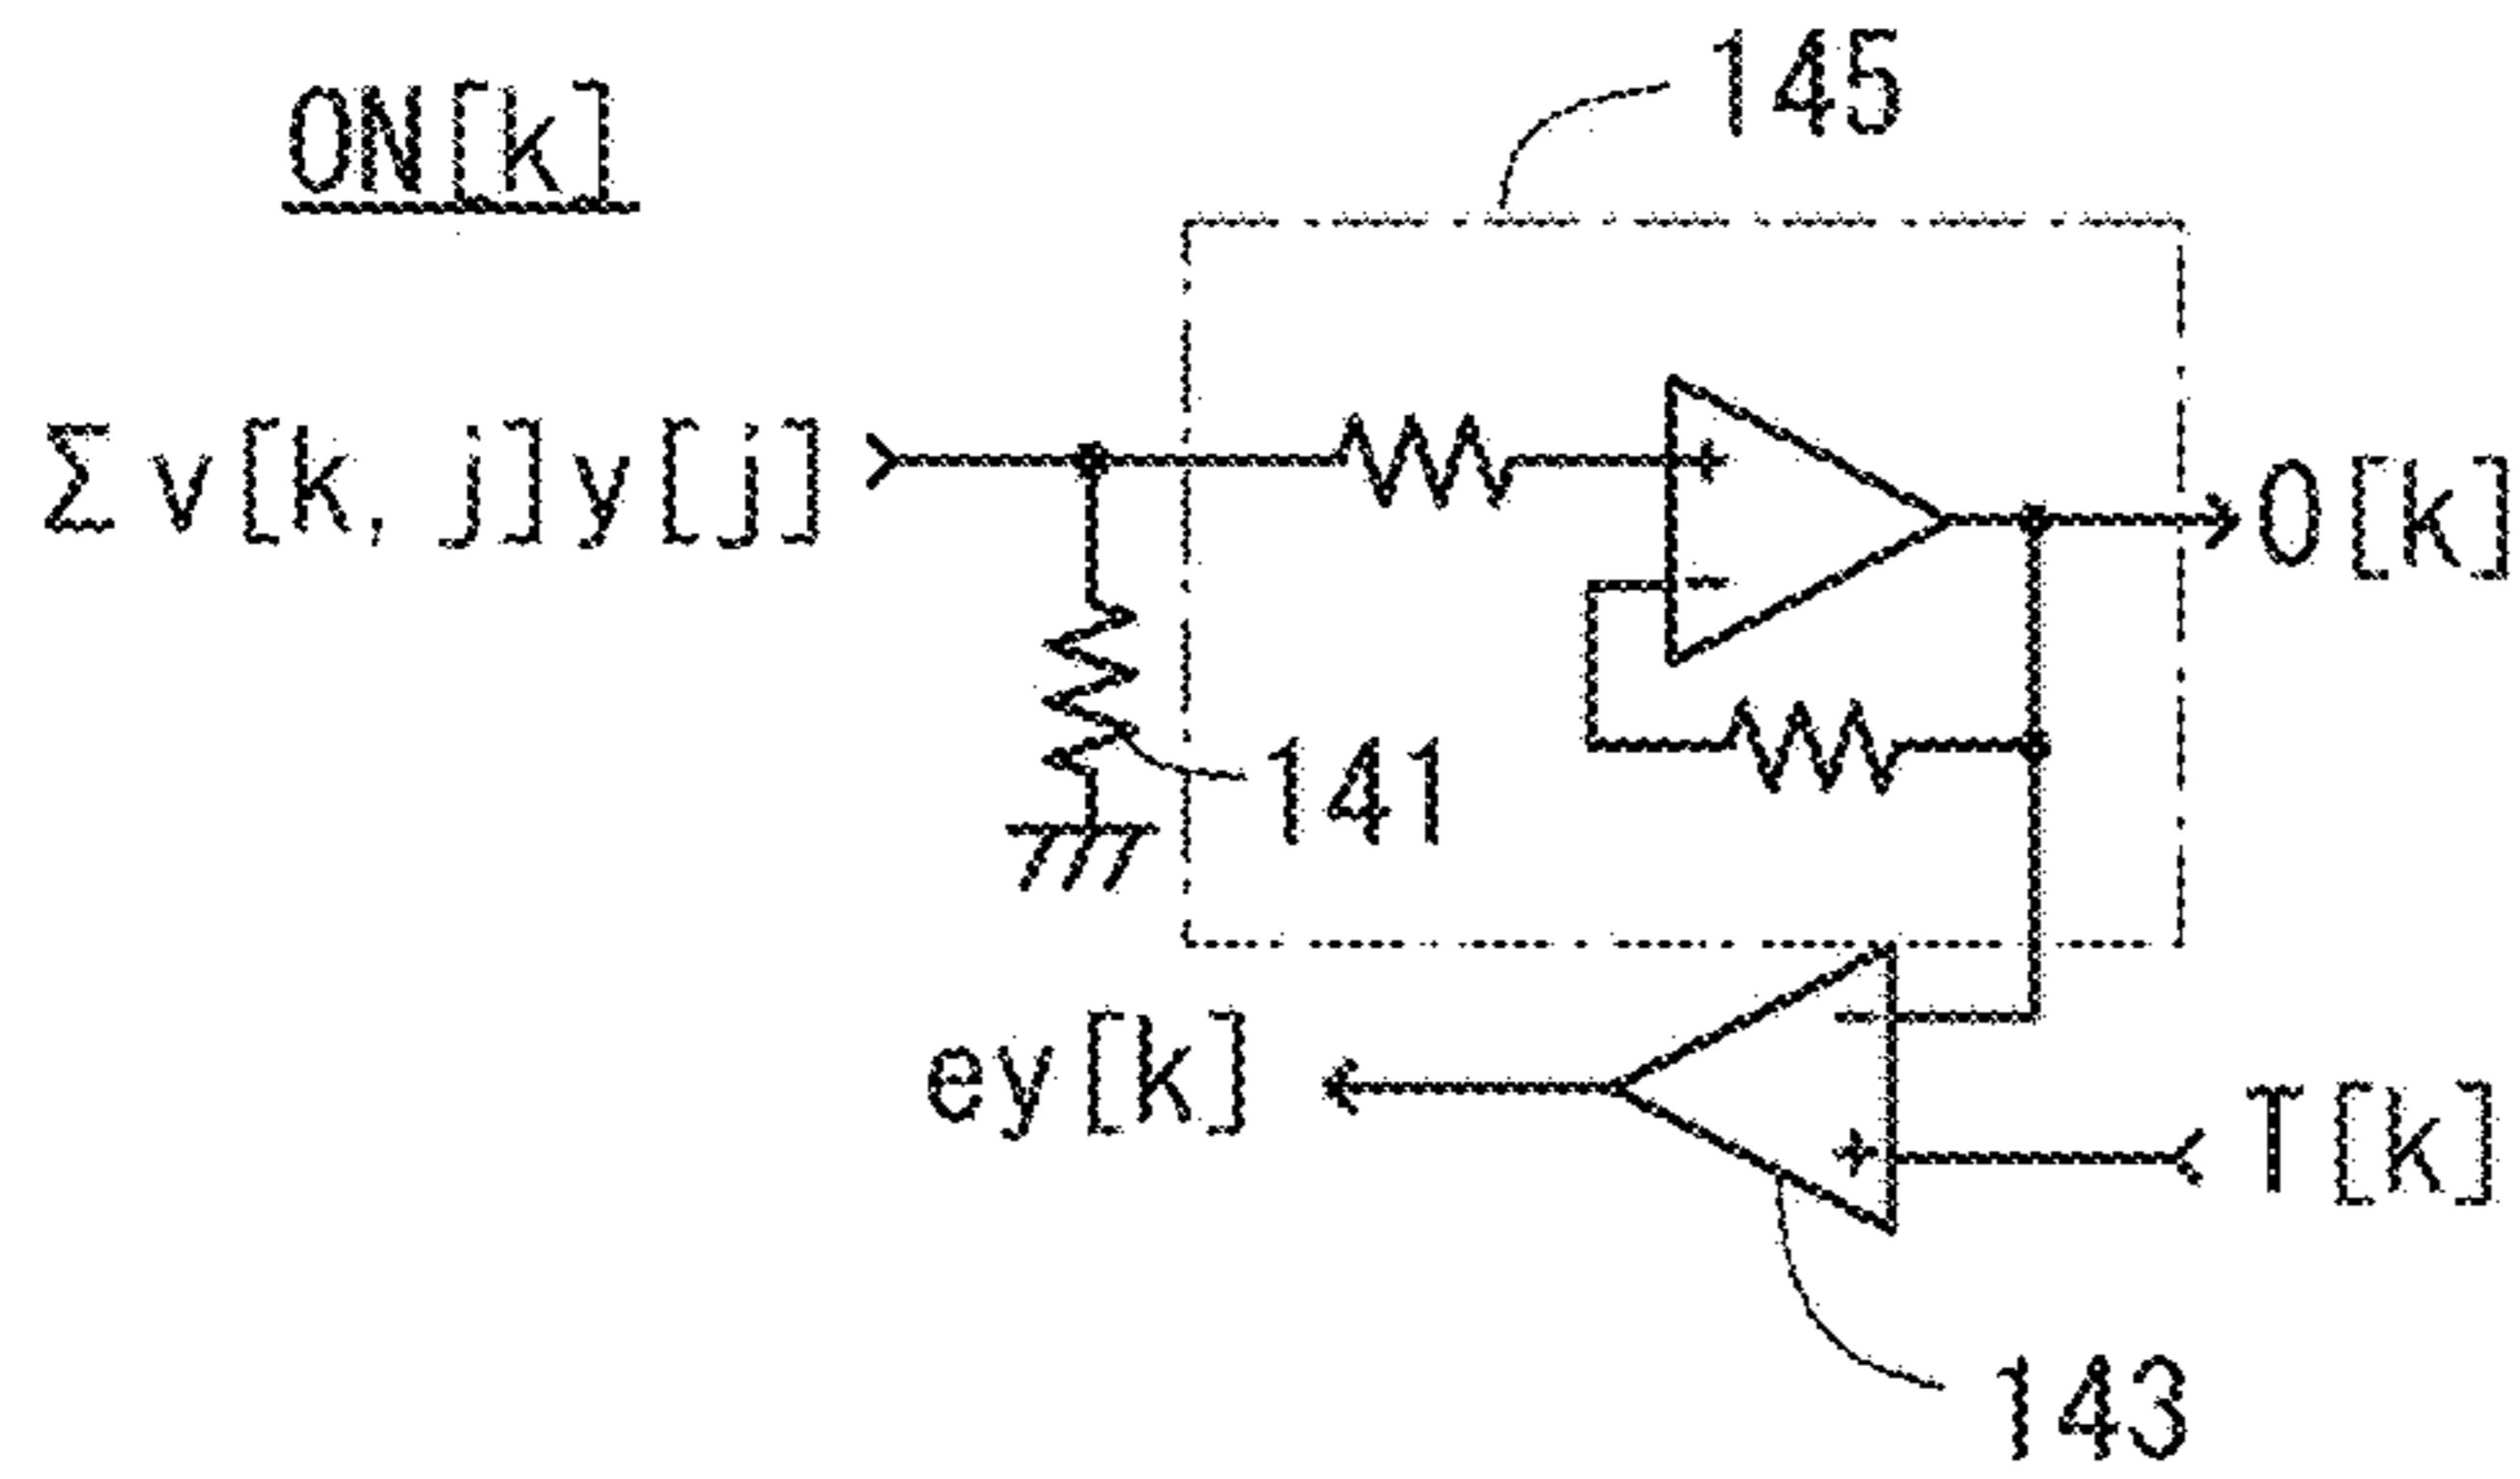 ON[k]
145
Σv[k, j]y[j]
+
O[k]
−
141
ey[k]
−
+
T[k]
143